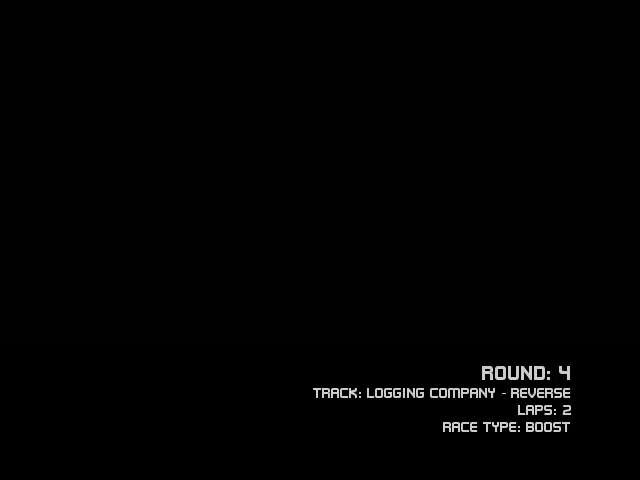 ROUND: 4
TRACK: LOGGING COMPANY - REVERSE
LAPS: 2
RACE TYPE: BOOST